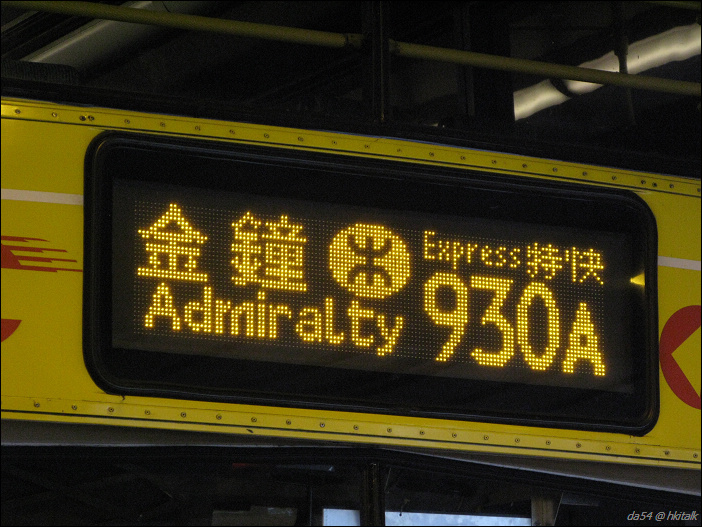 金鐘
Admiralty
Express 特快
930A
da54 @ hkitalk